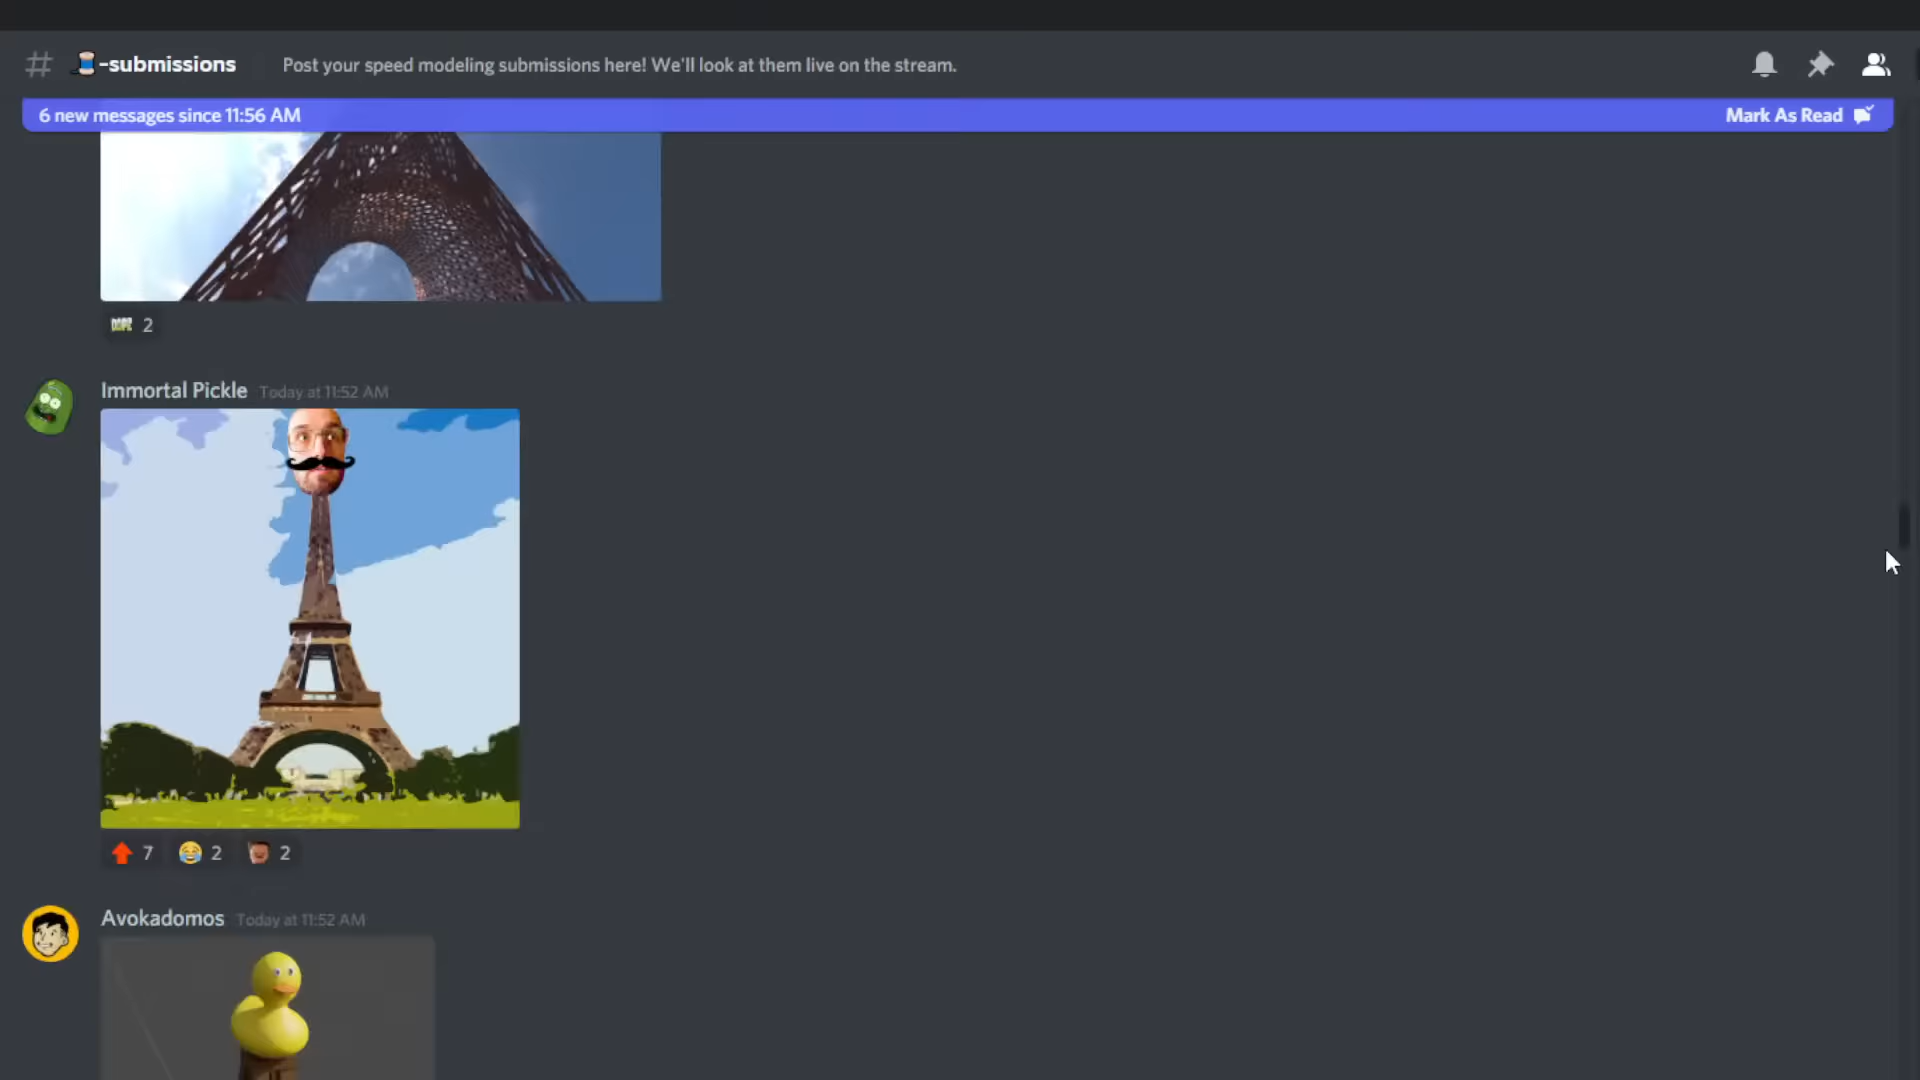 -submissions
Post your speed modeling submissions here! We'll look at them live on the stream.
6 new messages since 11:56 AM
Mark As Read
2
Immortal Pickle Today at 11:52 AM
7 2 2
Avokadomos Today at 11:52 AM